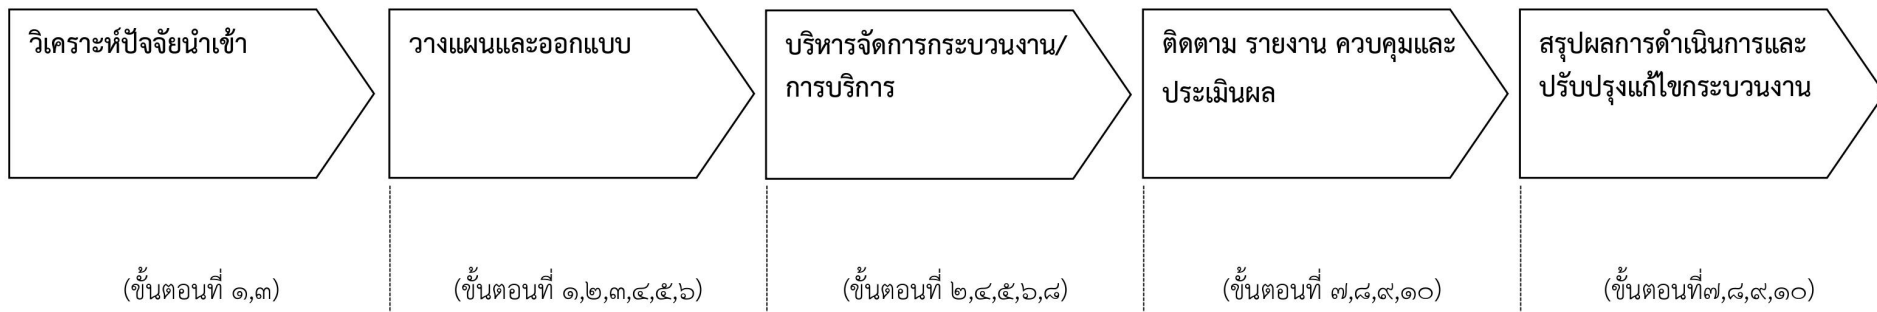 วิเคราะห์ปัจจัยนำเข้า
วางแผนและออกแบบ
บริหารจัดการกระบวนงาน/
การบริการ
ติดตาม รายงาน ควบคุมและ
ประเมินผล
สรุปผลการดำเนินการและ
ปรับปรุงแก้ไขกระบวนงาน
(ขั้นตอนที่ ๑,๓)
(ขั้นตอนที่ ๑,๒,๓,๔,๕,๖)
(ขั้นตอนที่ ๒,๔,๕,๖,๘)
(ขั้นตอนที่ ๗,๘,๙,๑๐)
(ขั้นตอนที่๗,๘,๙,๑๐)